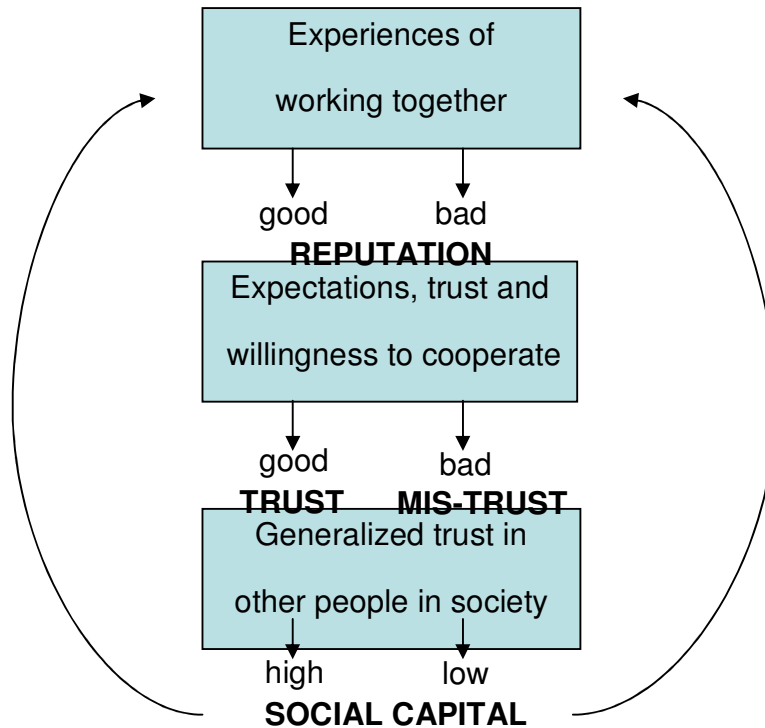 Experiences of
working together
good bad
REPUTATION
Expectations, trust and
willingness to cooperate
good bad
TRUST MIS-TRUST
Generalized trust in
other people in society
high low
SOCIAL CAPITAL